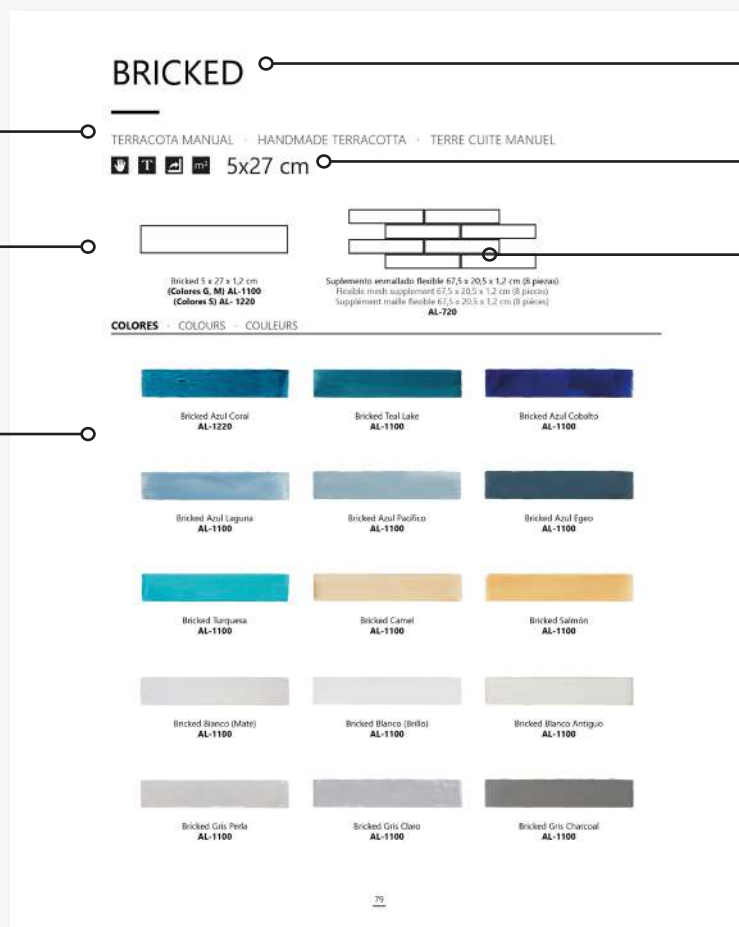 BRICKED
TERRACOTA MANUAL · HANDMADE TERRACOTTA · TERRE CUITE MANUEL
T m² 5x27 cm
Bricked 5 x 27 x 1,2 cm
(Colores G, M) AL-1100
(Colores S) AL- 1220
Suplemento enmallado flexible 67,5 x 20,5 x 1,2 cm (8 piezas)
Flexible mesh supplement 67,5 x 20,5 x 1,2 cm (8 pieces)
Supplément maille flexible 67,5 x 20,5 x 1,2 cm (8 pièces)
AL-720
COLORES · COLOURS · COULEURS
Bricked Azul Coral
AL-1220
Bricked Teal Lake
AL-1100
Bricked Azul Cobalto
AL-1100
Bricked Azul Laguna
AL-1100
Bricked Azul Pacífico
AL-1100
Bricked Azul Egeo
AL-1100
Bricked Turquesa
AL-1100
Bricked Camel
AL-1100
Bricked Salmón
AL-1100
Bricked Blanco (Mate)
AL-1100
Bricked Blanco (Brillo)
AL-1100
Bricked Blanco Antiguo
AL-1100
Bricked Gris Perla
AL-1100
Bricked Gris Claro
AL-1100
Bricked Gris Charcoal
AL-1100
79